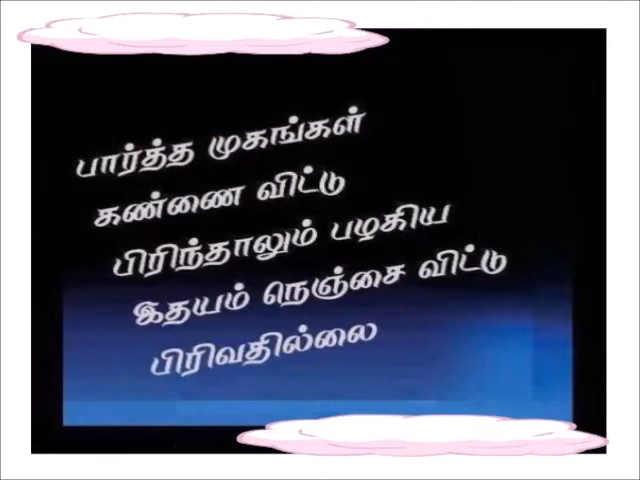 பார்த்த முகங்கள்
கண்ணை விட்டு
பிரிந்தாலும் பழகிய
இதயம் நெஞ்சை விட்டு
பிரிவதில்லை